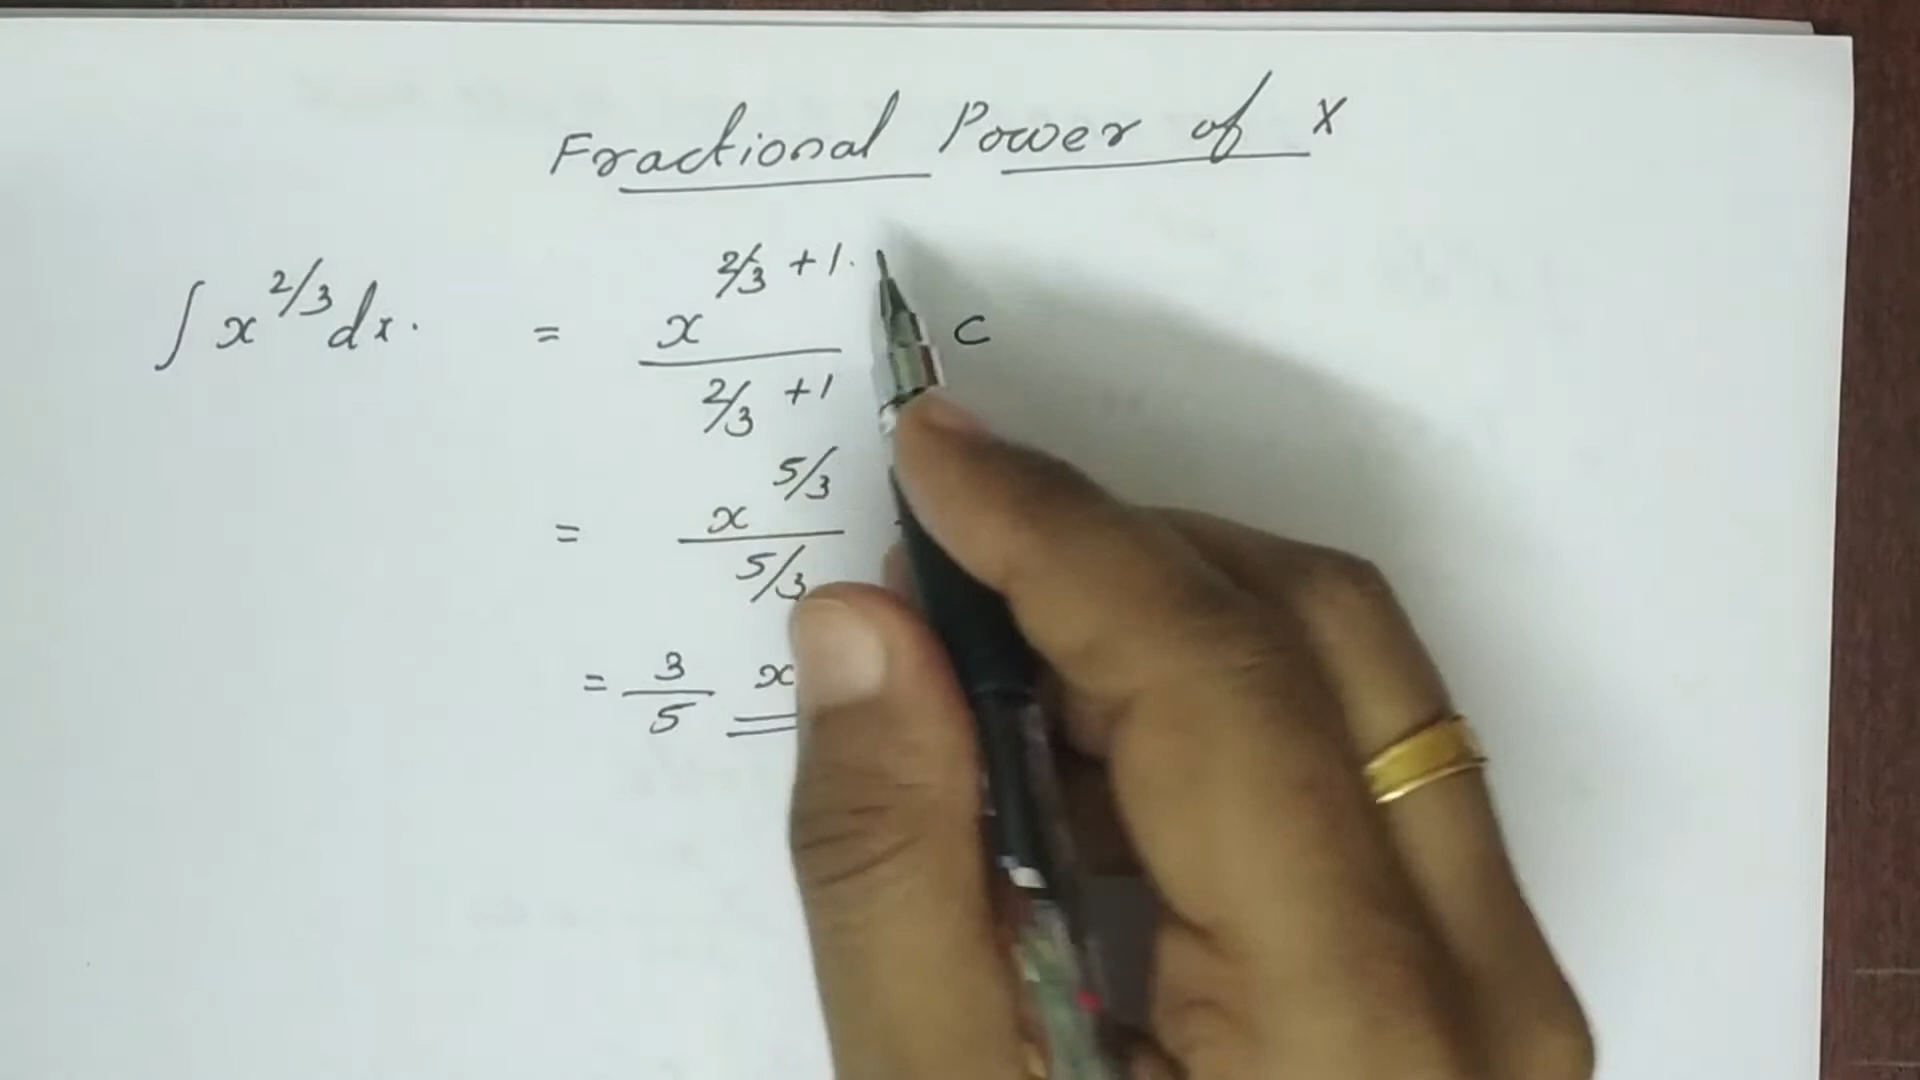 Fractional Power of x
∫ x^2/3 dx. = x^2/3 +1. / 2/3 +1 c
= x^5/3 / 5/3
= 3/5 x